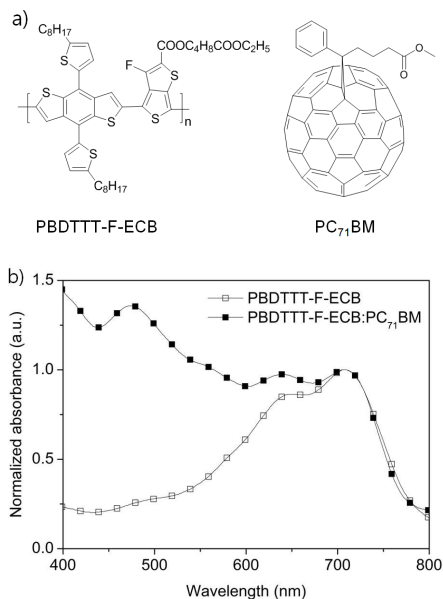 a)
C₈H₁₇
COOC₄H₈COOC₂H₅
F
S
S
S
S
S
S
n
C₈H₁₇
O
O
PBDTTT-F-ECB
PC₇₁BM
b)
1.5
1.0
0.5
0.0
Normalized absorbance (a.u.)
PBDTTT-F-ECB
PBDTTT-F-ECB:PC₇₁BM
400
500
600
700
800
Wavelength (nm)